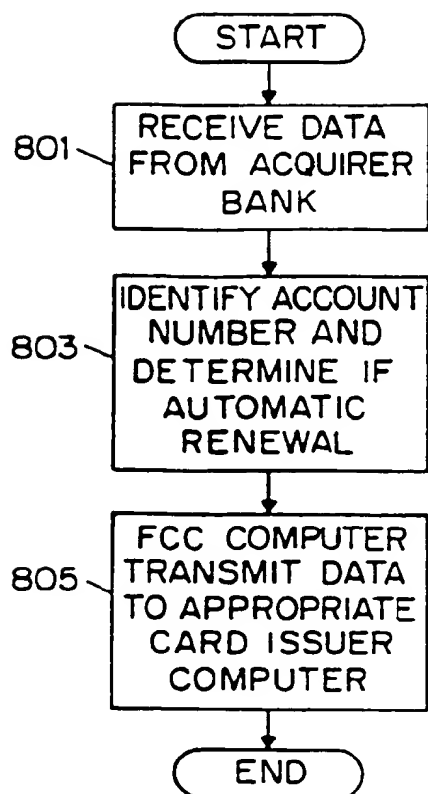 START
801
RECEIVE DATA
FROM ACQUIRER
BANK
803
IDENTIFY ACCOUNT
NUMBER AND
DETERMINE IF
AUTOMATIC
RENEWAL
805
FCC COMPUTER
TRANSMIT DATA
TO APPROPRIATE
CARD ISSUER
COMPUTER
END